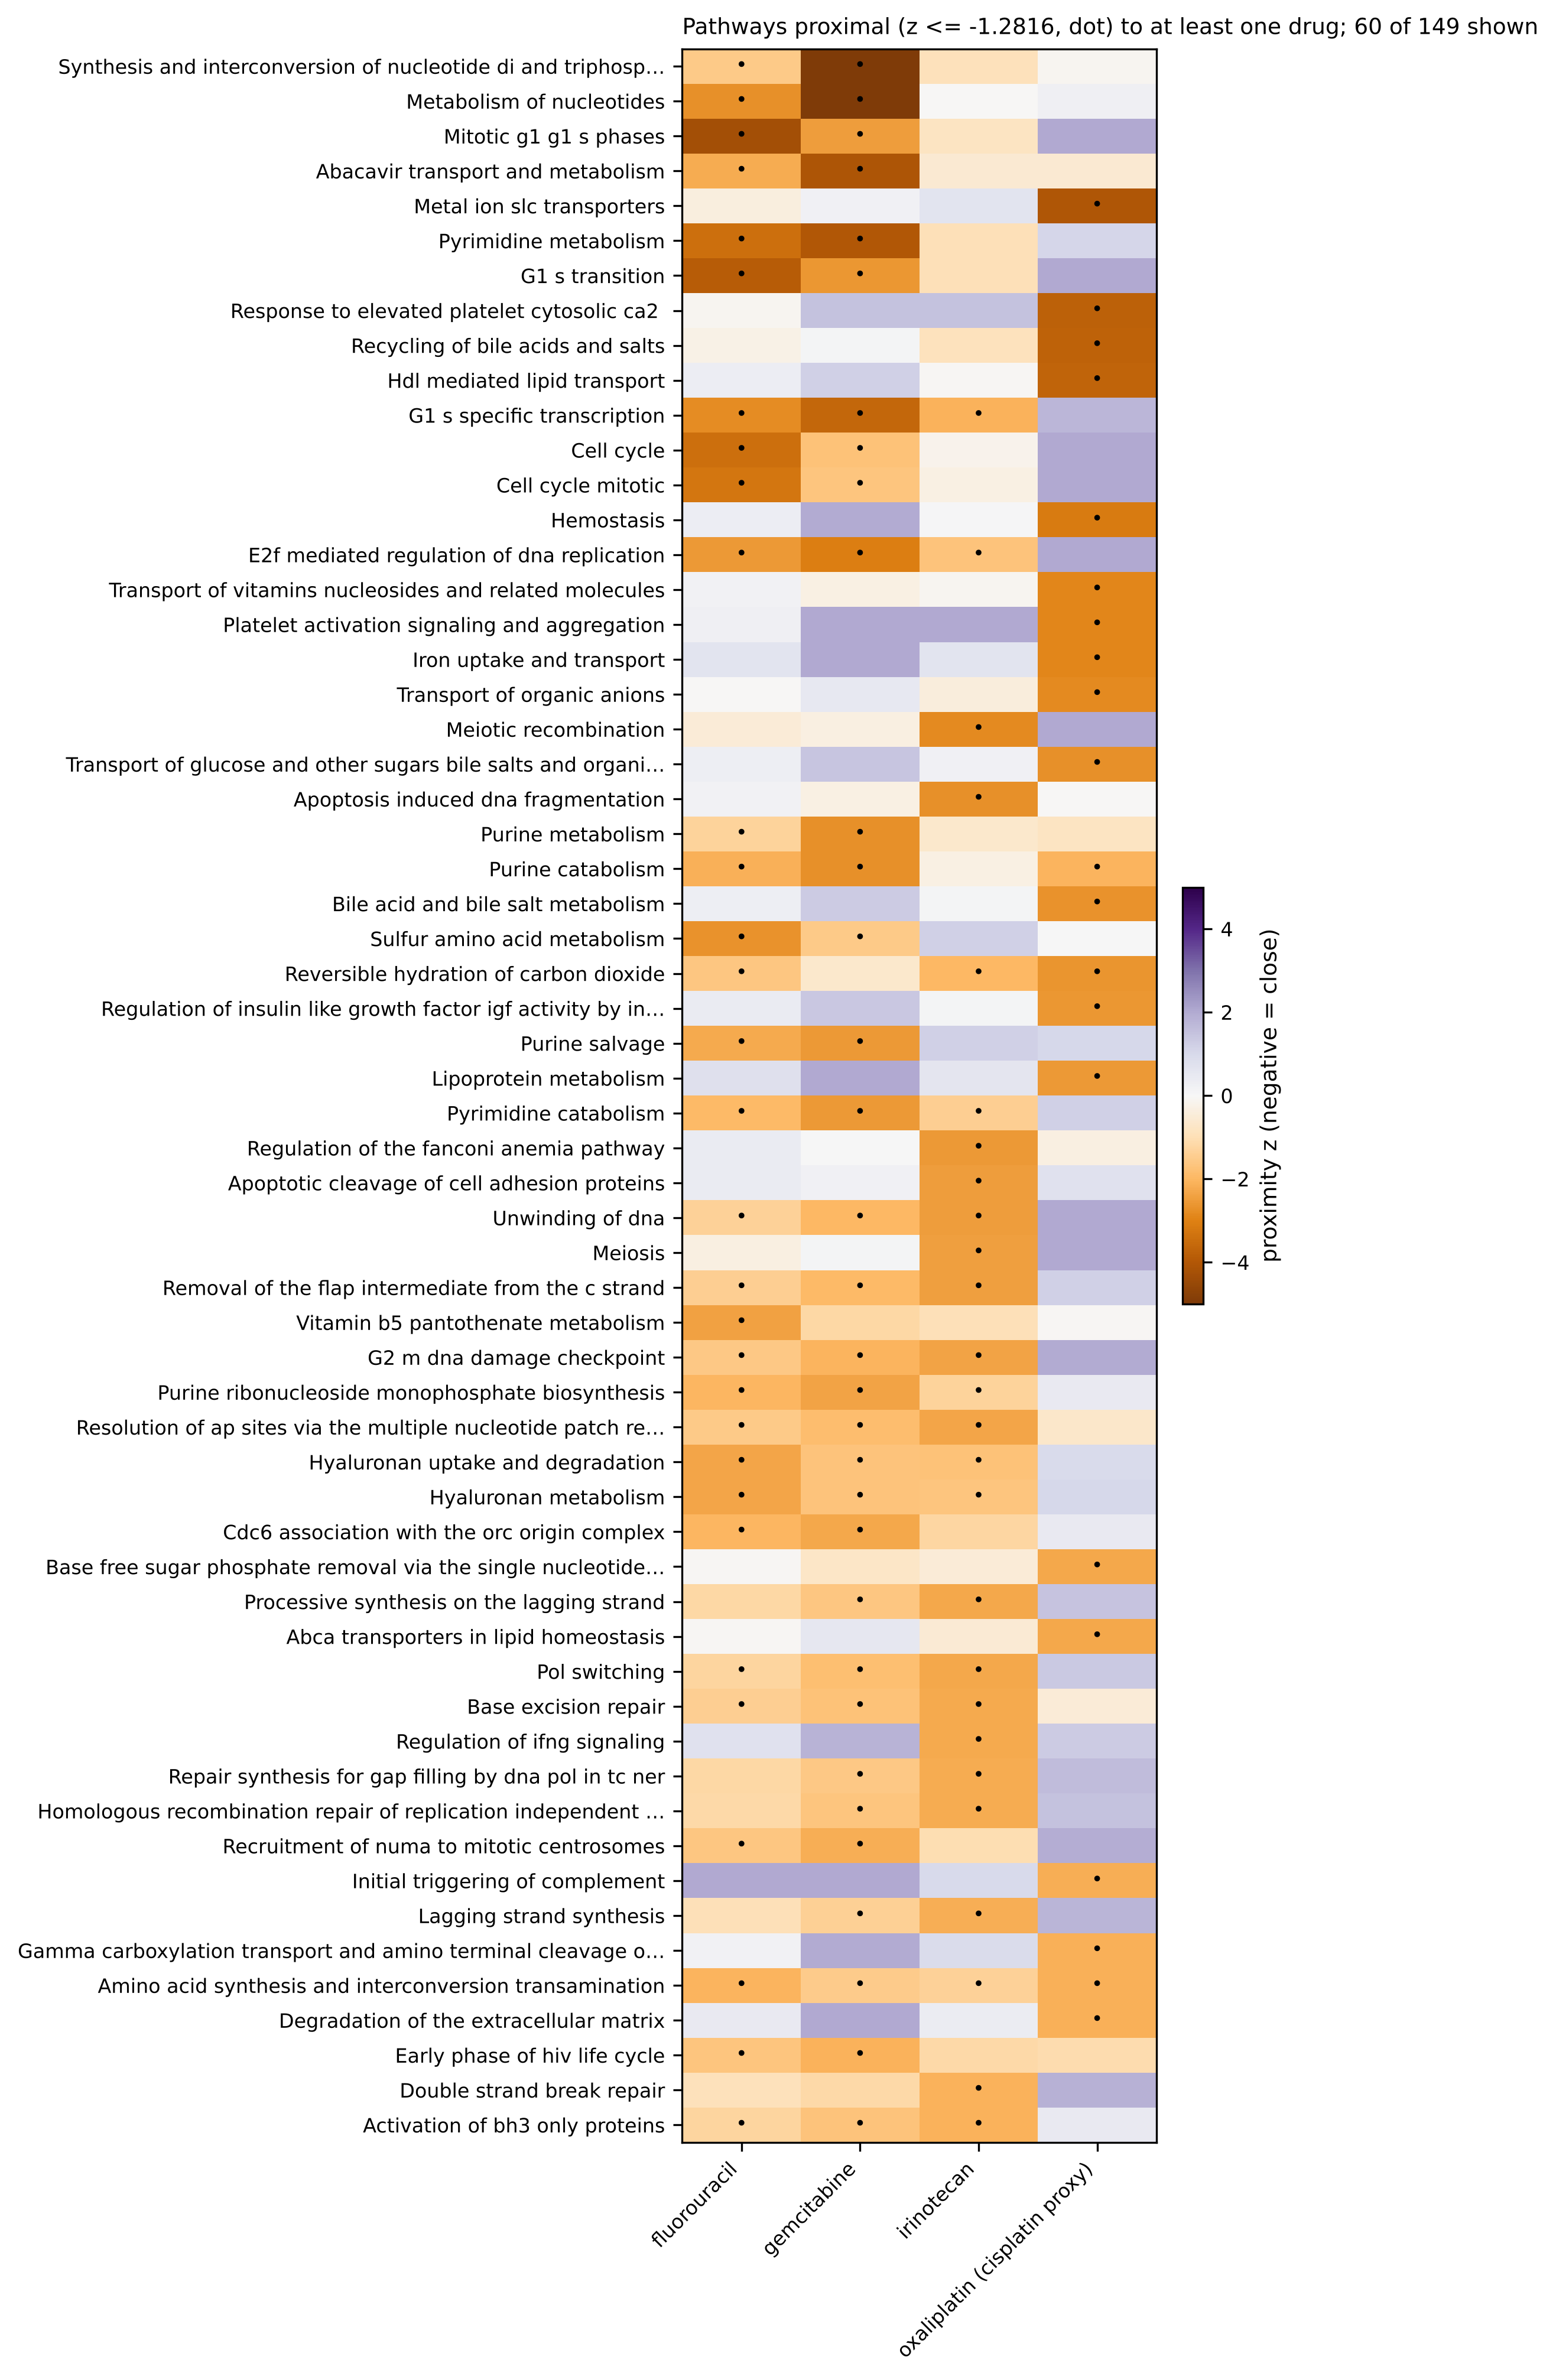 Pathways proximal (z <= -1.2816, dot) to at least one drug; 60 of 149 shown
Synthesis and interconversion of nucleotide di and triphosp...
Metabolism of nucleotides
Mitotic g1 g1 s phases
Abacavir transport and metabolism
Metal ion slc transporters
Pyrimidine metabolism
G1 s transition
Response to elevated platelet cytosolic ca2
Recycling of bile acids and salts
Hdl mediated lipid transport
G1 s specific transcription
Cell cycle
Cell cycle mitotic
Hemostasis
E2f mediated regulation of dna replication
Transport of vitamins nucleosides and related molecules
Platelet activation signaling and aggregation
Iron uptake and transport
Transport of organic anions
Meiotic recombination
Transport of glucose and other sugars bile salts and organi...
Apoptosis induced dna fragmentation
Purine metabolism
Purine catabolism
Bile acid and bile salt metabolism
Sulfur amino acid metabolism
Reversible hydration of carbon dioxide
Regulation of insulin like growth factor igf activity by in...
Purine salvage
Lipoprotein metabolism
Pyrimidine catabolism
Regulation of the fanconi anemia pathway
Apoptotic cleavage of cell adhesion proteins
Unwinding of dna
Meiosis
Removal of the flap intermediate from the c strand
Vitamin b5 pantothenate metabolism
G2 m dna damage checkpoint
Purine ribonucleoside monophosphate biosynthesis
Resolution of ap sites via the multiple nucleotide patch re...
Hyaluronan uptake and degradation
Hyaluronan metabolism
Cdc6 association with the orc origin complex
Base free sugar phosphate removal via the single nucleotide...
Processive synthesis on the lagging strand
Abca transporters in lipid homeostasis
Pol switching
Base excision repair
Regulation of ifng signaling
Repair synthesis for gap filling by dna pol in tc ner
Homologous recombination repair of replication independent ...
Recruitment of numa to mitotic centrosomes
Initial triggering of complement
Lagging strand synthesis
Gamma carboxylation transport and amino terminal cleavage o...
Amino acid synthesis and interconversion transamination
Degradation of the extracellular matrix
Early phase of hiv life cycle
Double strand break repair
Activation of bh3 only proteins
fluorouracil
gemcitabine
irinotecan
oxaliplatin (cisplatin proxy)
4
2
0
−2
−4
proximity z (negative = close)